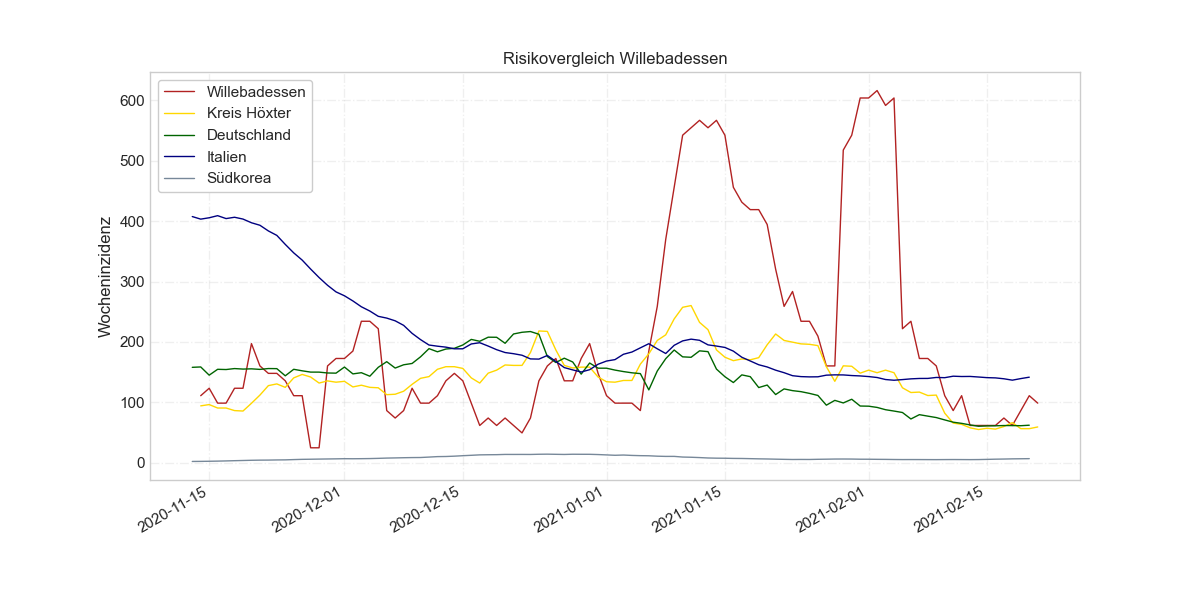 Risikovergleich Willebadessen
Willebadessen
Kreis Höxter
Deutschland
Italien
Südkorea
Wocheninzidenz
600
500
400
300
200
100
0
2020-11-15
2020-12-01
2020-12-15
2021-01-01
2021-01-15
2021-02-01
2021-02-15